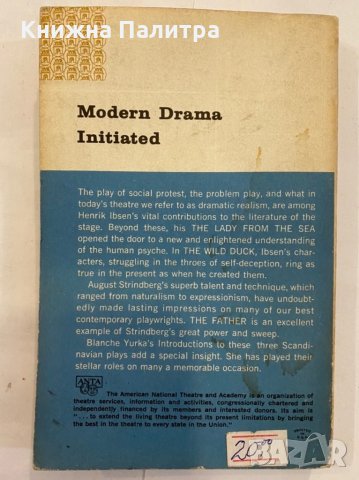 Книжна Палитра
Modern Drama
Initiated
The play of social protest, the problem play, and what in
today's theatre we refer to as dramatic realism, are among
Henrik Ibsen's vital contributions to the literature of the
stage. Beyond these, his THE LADY FROM THE SEA
opened the door to a new and enlightened understanding
of the human psyche. In THE WILD DUCK, Ibsen's char-
acters, struggling in the throes of self-deception, ring as
true in the present as when he created them.
August Strindberg's superb talent and technique, which
ranged from naturalism to expressionism, have undoubt-
edly made lasting impressions on many of our best
contemporary playwrights. THE FATHER is an excellent
example of Strindberg's great power and sweep.
Blanche Yurka's Introductions to these three Scandi-
navian plays add a special insight. She has played their
stellar roles on many a memorable occasion.
ANTA
The American National Theatre and Academy is an organization of
theatre services, information and activities, congressionally chartered and
independently financed by its members and interested donors. Its aim is
". . . to extend the living theatre beyond its present limitations by bringing
the best in the theatre to every state in the Union."
20.00
BAZAR